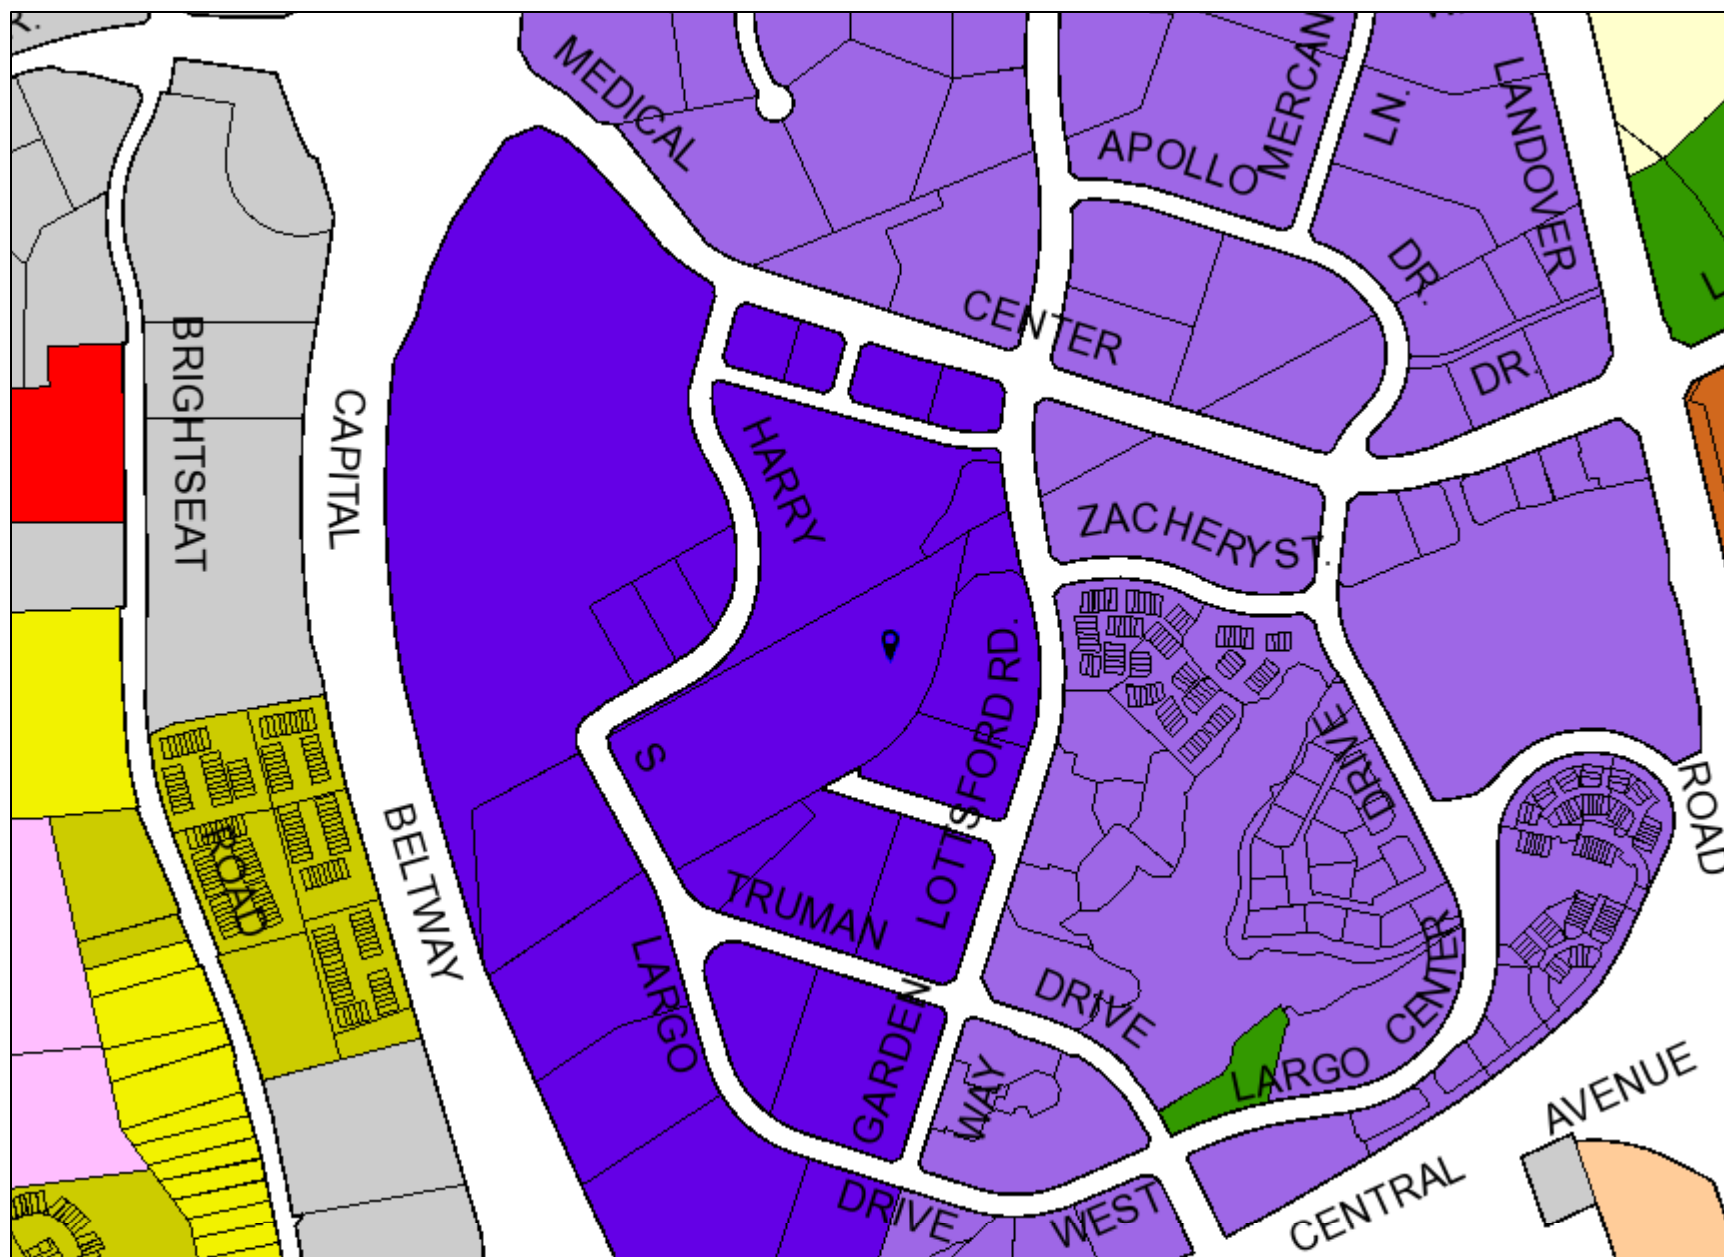 R.
MEDICAL
MERCAN
LN.
LANDOVER
APOLLO
DR.
L
CENTER
DR.
BRIGHTSEAT
CAPITAL
HARRY
ZACHERY ST.
S
LOTTSFORD RD.
DRIVE
ROAD
ROAD
BELTWAY
TRUMAN
LARGO
DRIVE
CENTER
GARDEN
WAY
LARGO
AVENUE
DRIVE
WEST
CENTRAL